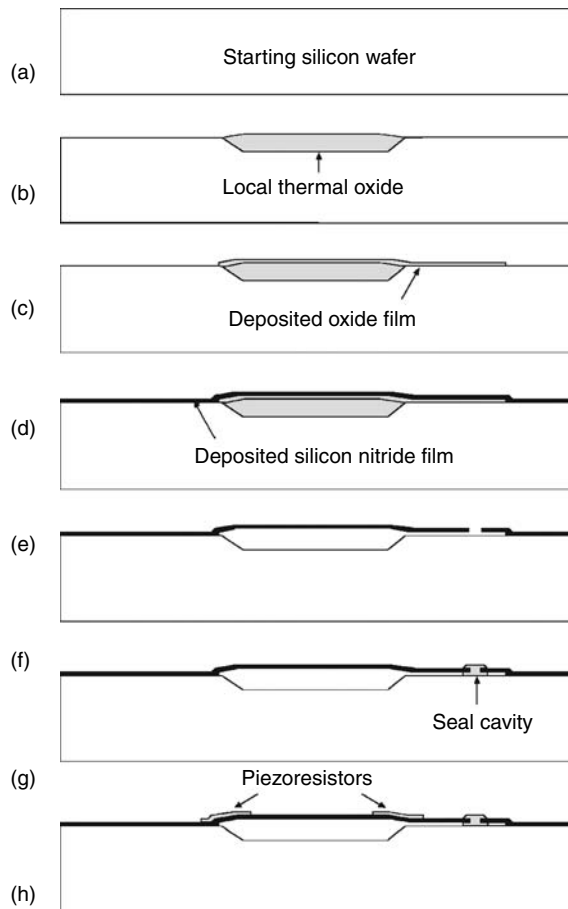 (a)
Starting silicon wafer
(b)
Local thermal oxide
(c)
Deposited oxide film
(d)
Deposited silicon nitride film
(e)
(f)
Seal cavity
(g)
Piezoresistors
(h)